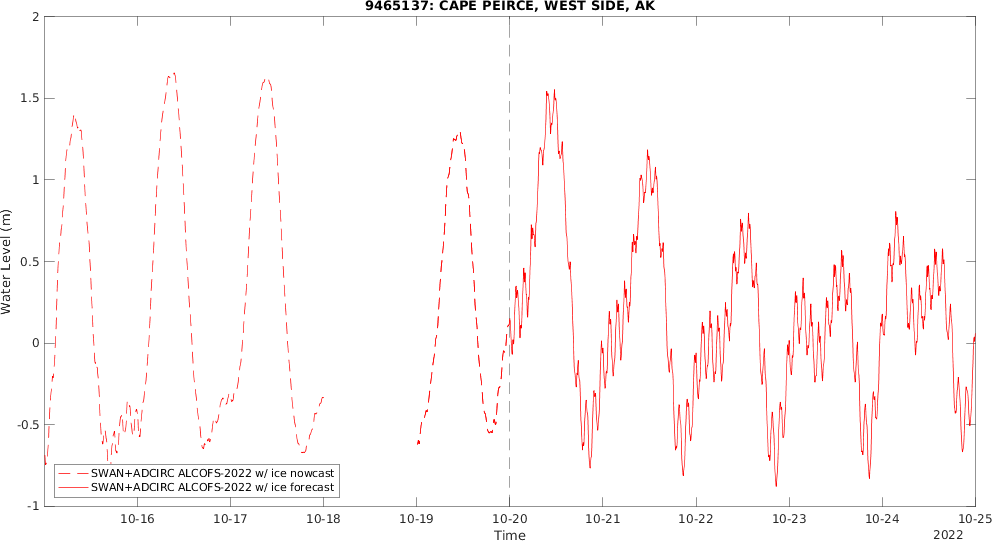 9465137: CAPE PEIRCE, WEST SIDE, AK
2
1.5
1
0.5
0
-0.5
-1
Water Level (m)
SWAN+ADCIRC ALCOFS-2022 w/ ice nowcast
SWAN+ADCIRC ALCOFS-2022 w/ ice forecast
10-16 10-17 10-18 10-19 10-20 10-21 10-22 10-23 10-24 10-25
Time
2022